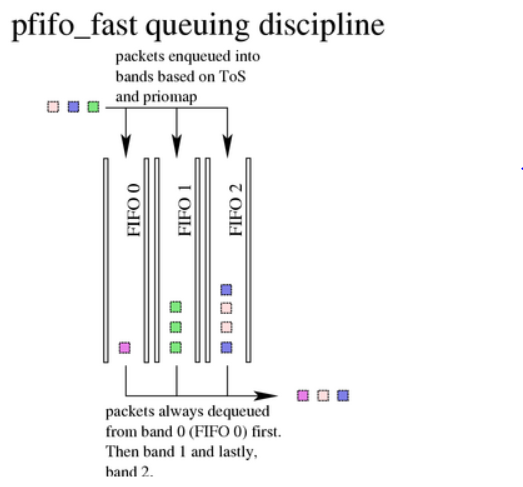 pfifo_fast queuing discipline
packets enqueued into
bands based on ToS
and priomap
FIFO 0
FIFO 1
FIFO 2
packets always dequeued
from band 0 (FIFO 0) first.
Then band 1 and lastly,
band 2.